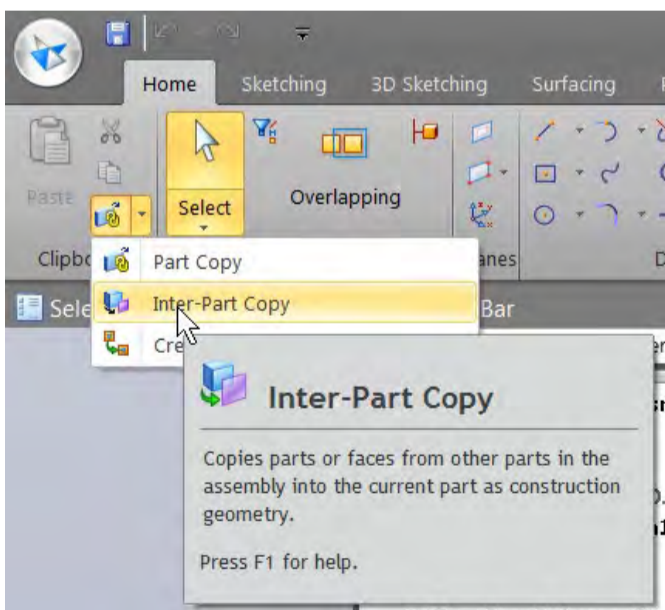 Home Sketching 3D Sketching Surfacing
Paste Select Overlapping
Part Copy
Inter-Part Copy
Bar
Inter-Part Copy
Copies parts or faces from other parts in the
assembly into the current part as construction
geometry.
Press F1 for help.